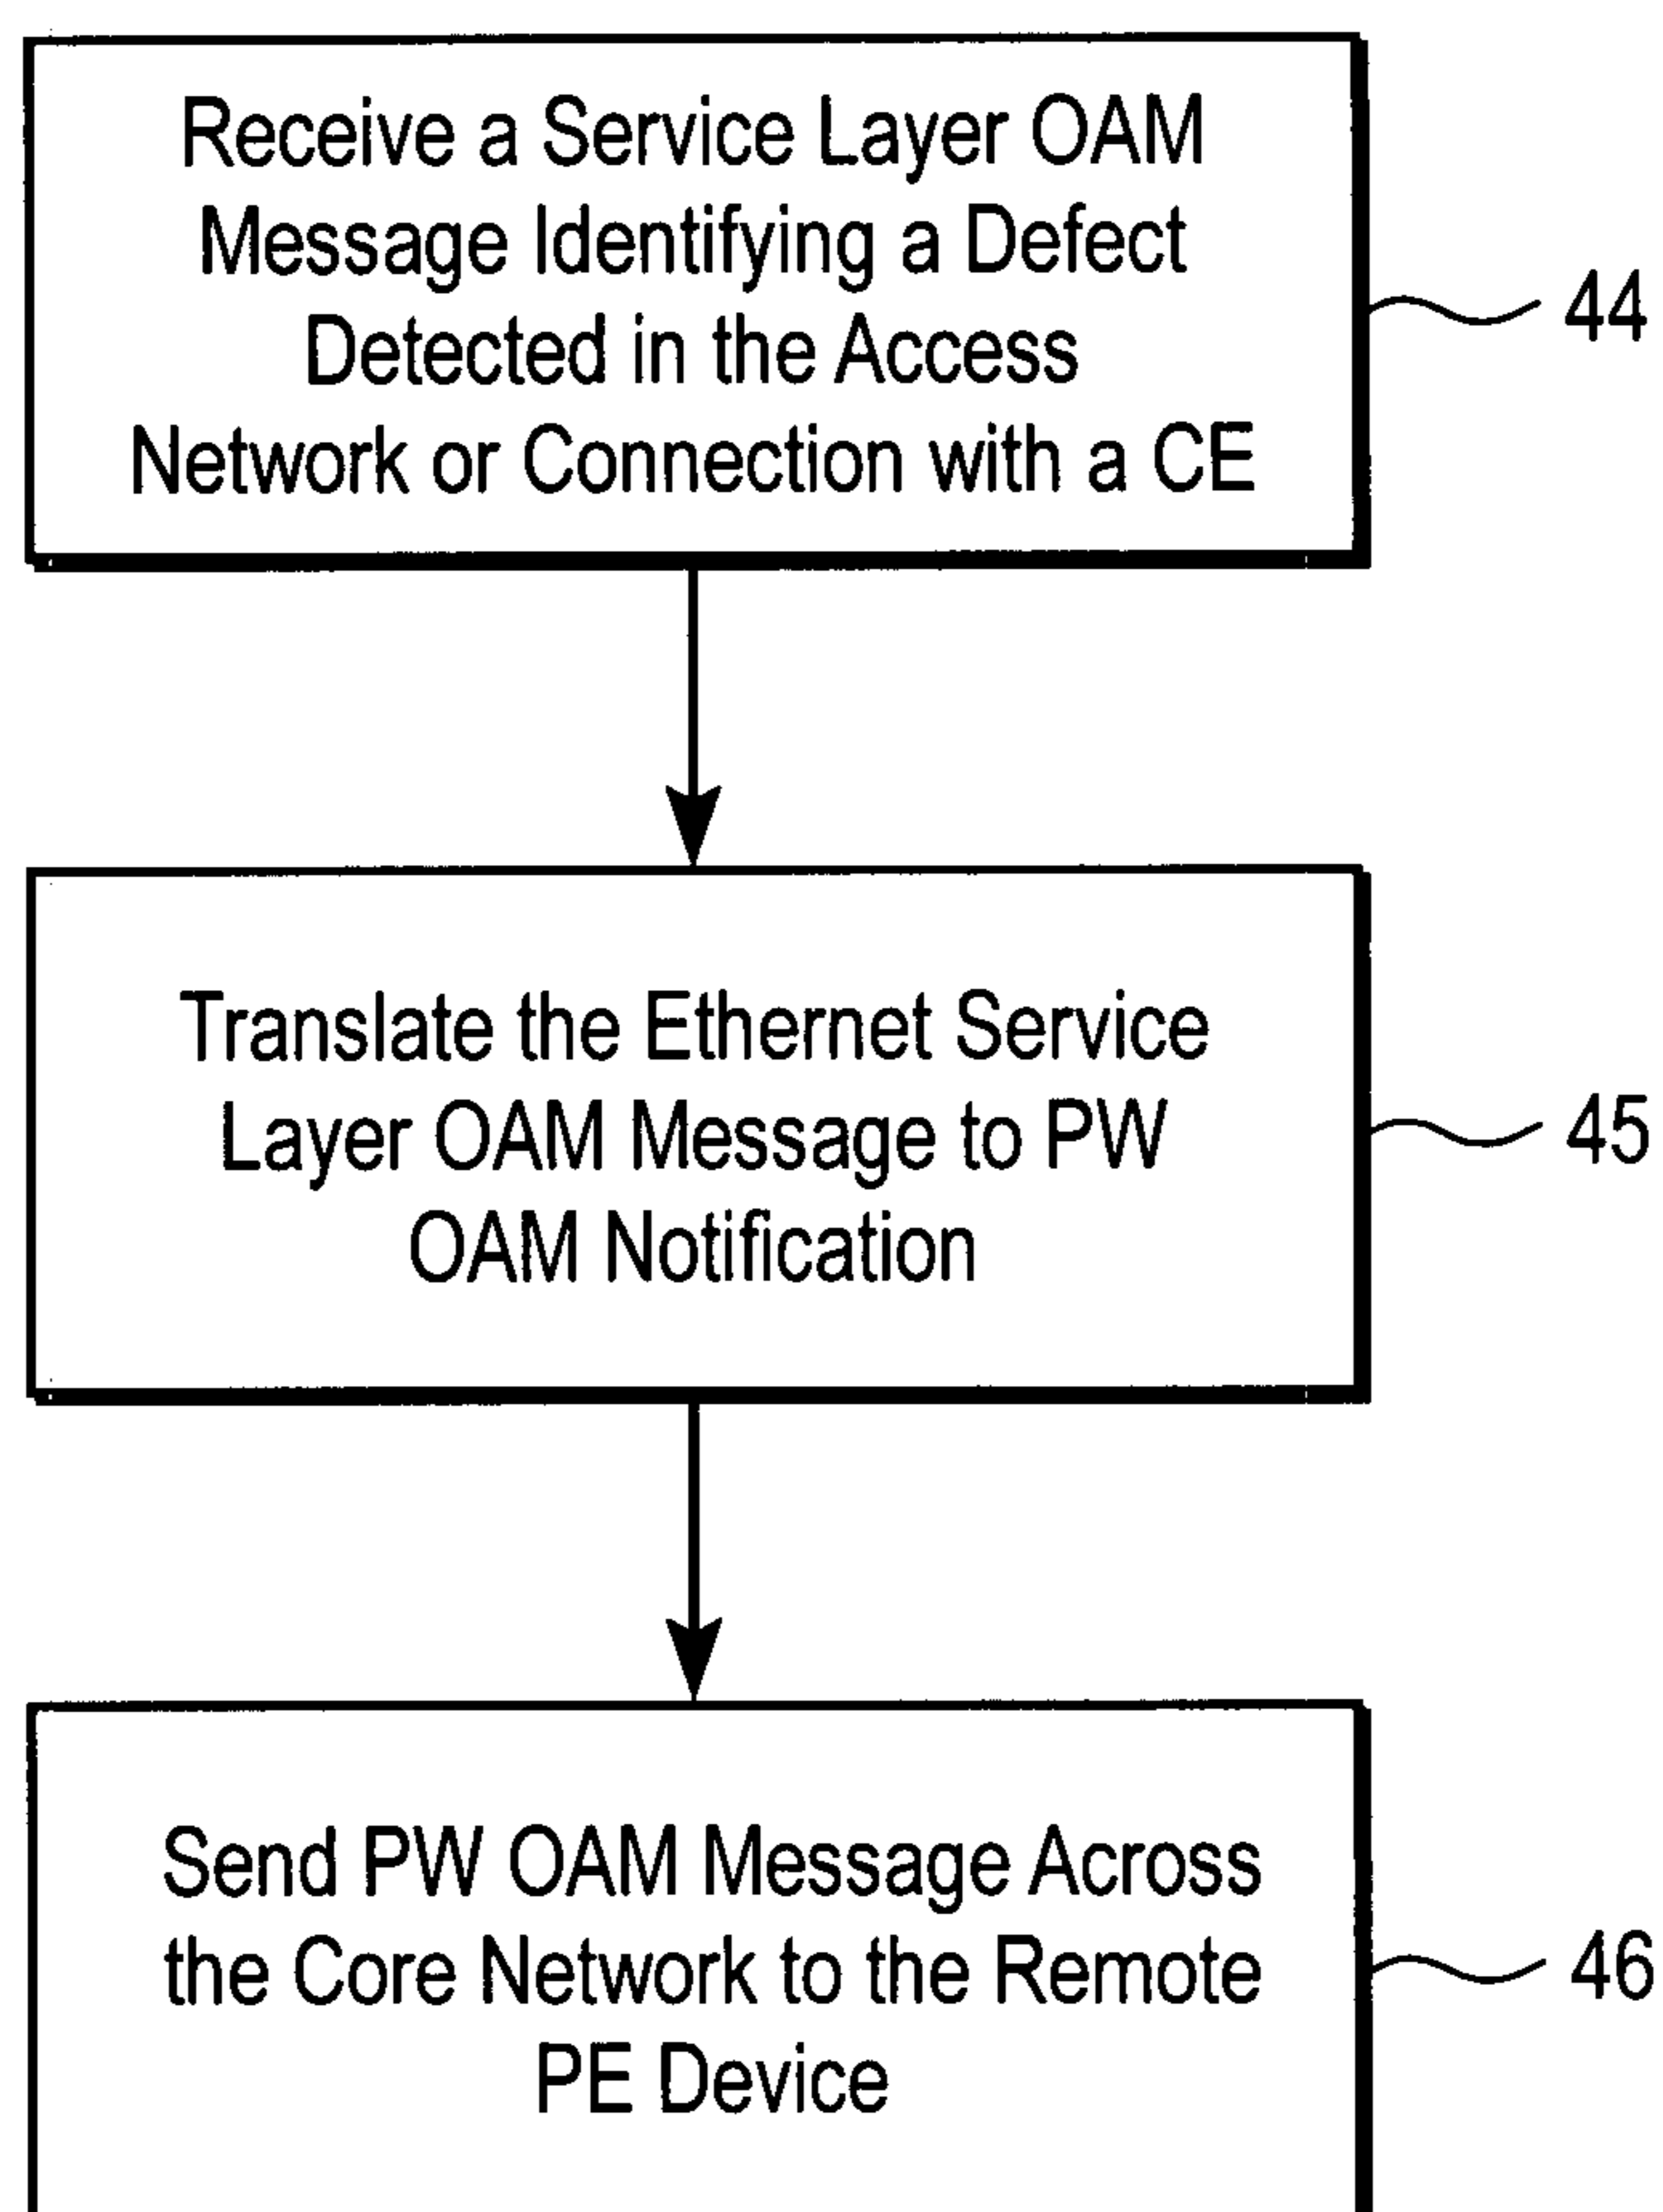 Receive a Service Layer OAM
Message Identifying a Defect
Detected in the Access
Network or Connection with a CE
44
Translate the Ethernet Service
Layer OAM Message to PW
OAM Notification
45
Send PW OAM Message Across
the Core Network to the Remote
PE Device
46